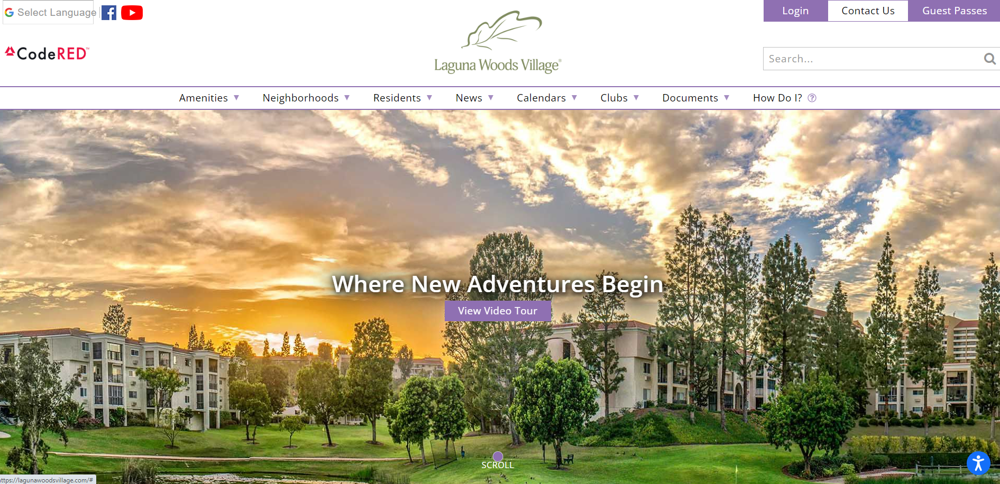 Select Language
Login
Contact Us
Guest Passes
CodeRED™
Laguna Woods Village®
Search...
Amenities ▼
Neighborhoods ▼
Residents ▼
News ▼
Calendars ▼
Clubs ▼
Documents ▼
How Do I?
Where New Adventures Begin
View Video Tour
SCROLL
ttps://lagunawoodsvillage.com/#